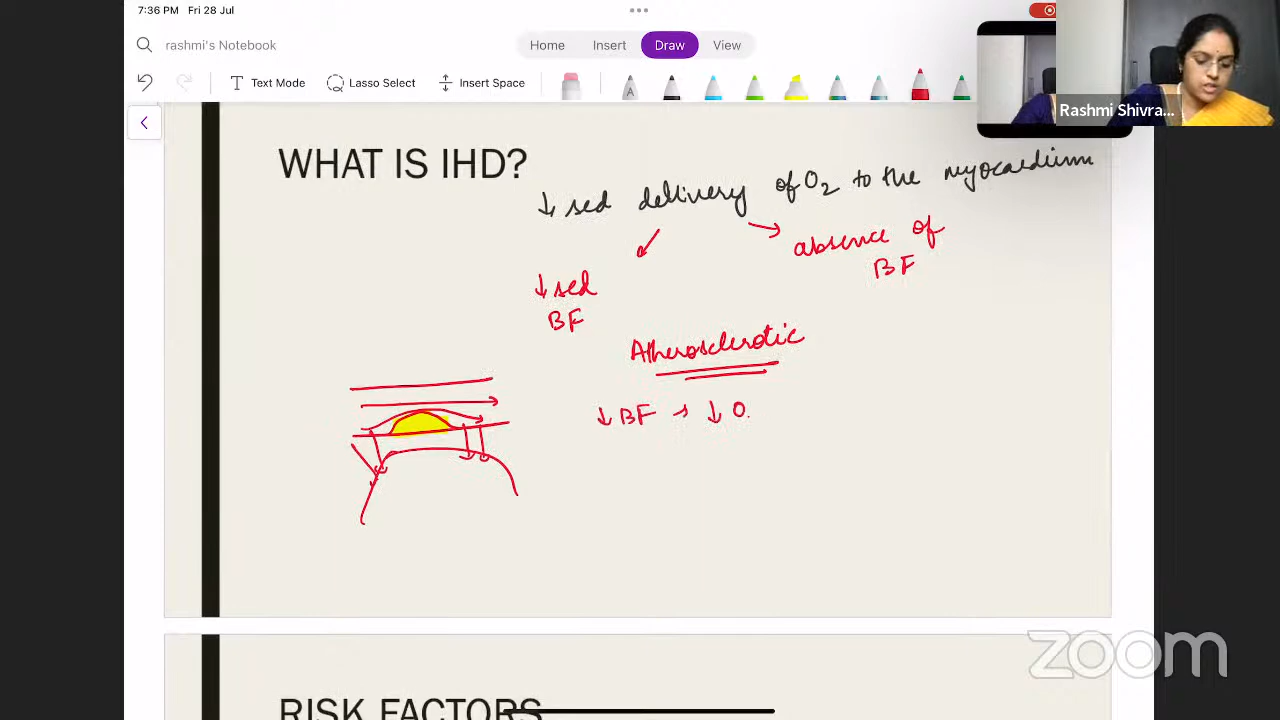 7:36 PM Fri 28 Jul
rashmi's Notebook
Home Insert Draw View
Text Mode Lasso Select Insert Space
A
Rashmi Shivra...
WHAT IS IHD?
↓sed delivery of O2 to the myocardium
↓sed
BF
absence of
BF
Atherosclerotic
↓ BF → ↓ O.
zoom
RISK FACTORS